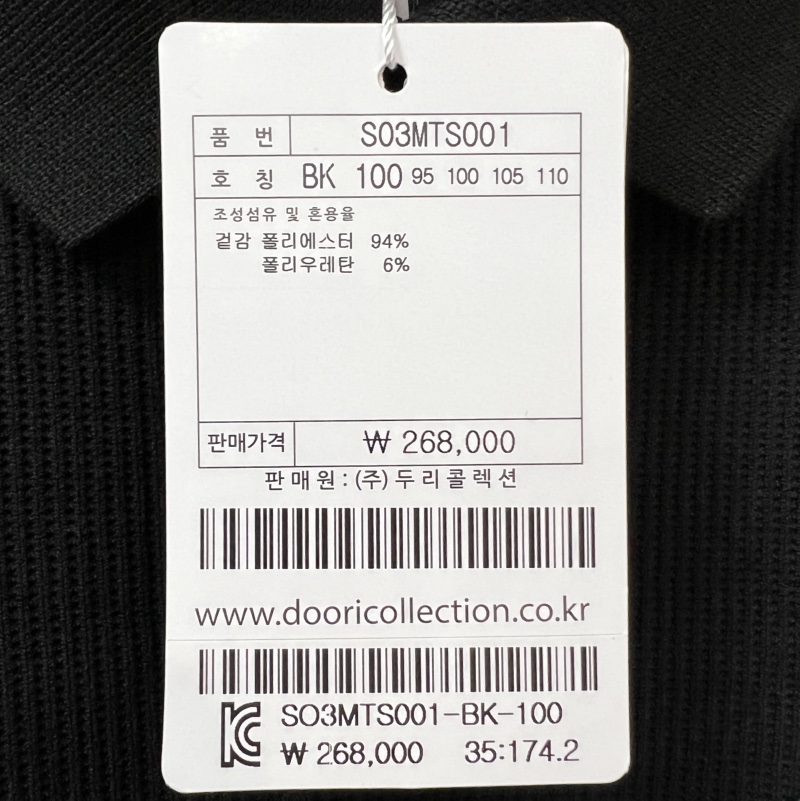 품 번 S03MTS001
호 칭 BK 100 95 100 105 110
조성섬유 및 혼용율
겉감 폴리에스터 94%
폴리우레탄 6%
판매가격 ₩ 268,000
판매원 : (주)두리콜렉션
www.dooricollection.co.kr
S03MTS001-BK-100
₩ 268,000 35:174.2